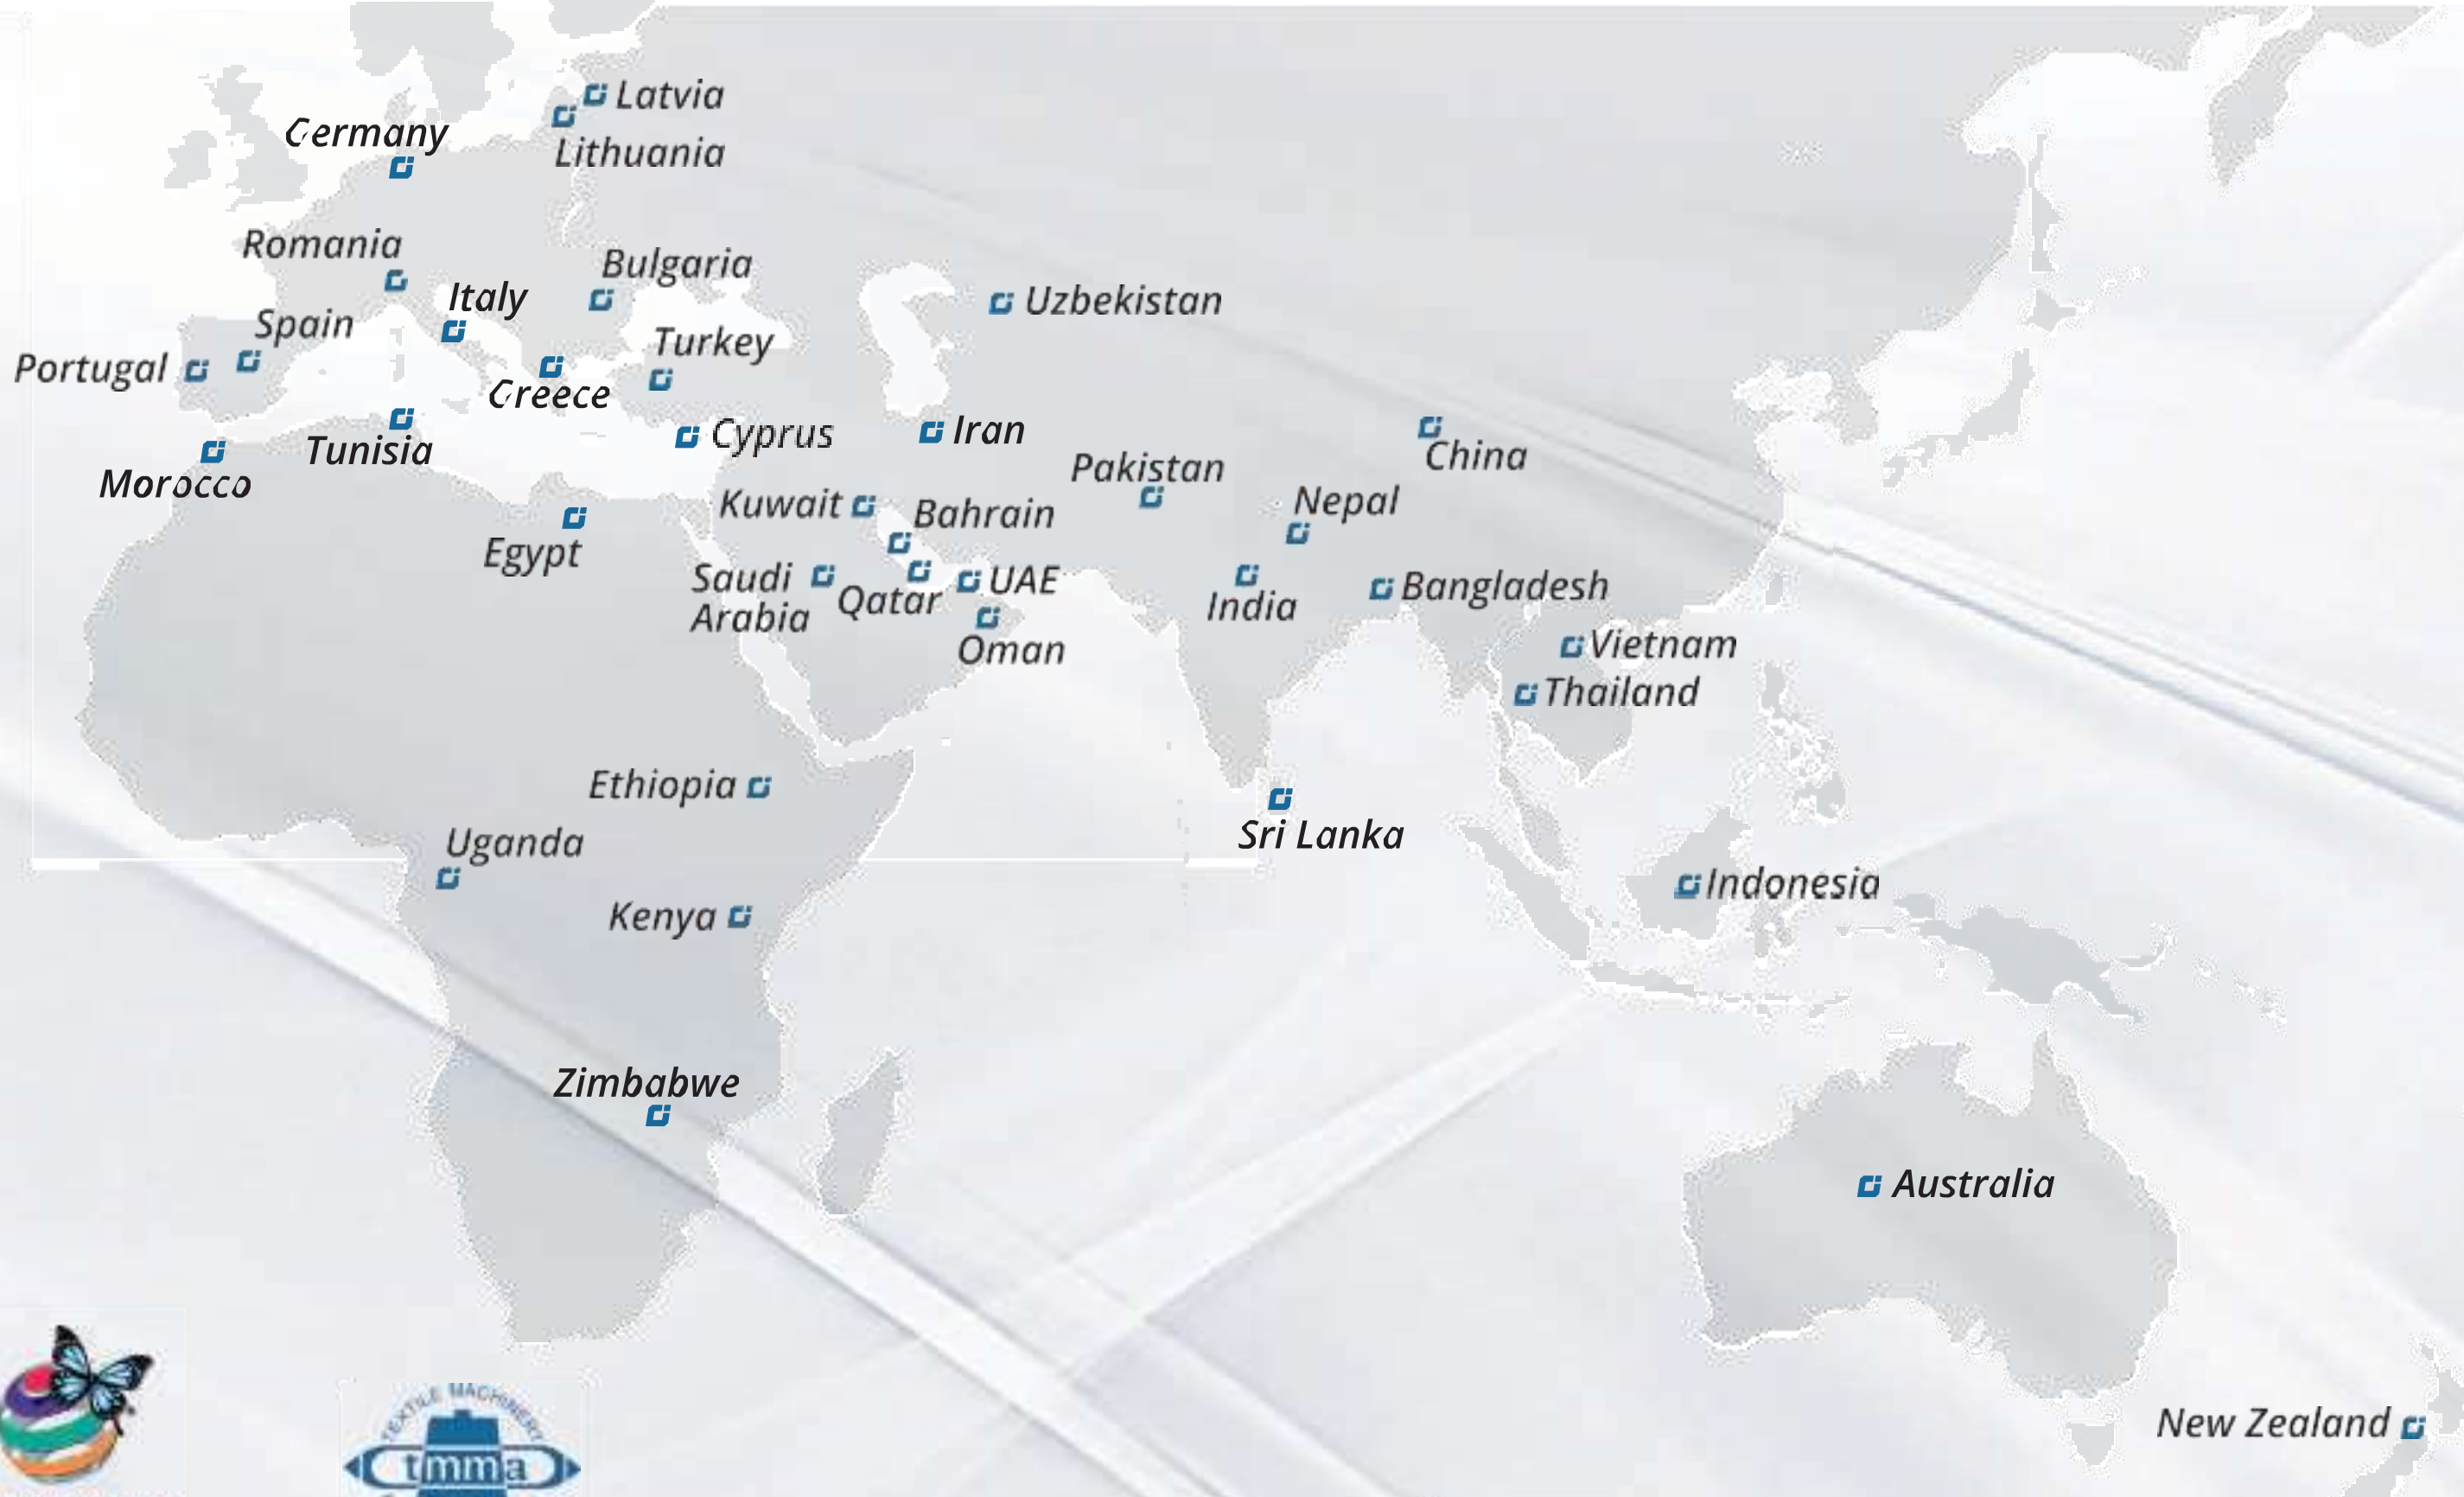 Latvia
Germany
Lithuania
Romania
Bulgaria
Italy
Uzbekistan
Spain
Turkey
Portugal
Greece
Cyprus
Iran
Tunisia
China
Morocco
Pakistan
Kuwait
Nepal
Bahrain
Egypt
Saudi
Arabia
Qatar
UAE
India
Bangladesh
Oman
Vietnam
Thailand
Ethiopia
Sri Lanka
Uganda
Indonesia
Kenya
Zimbabwe
Australia
New Zealand
TEXTILE MACHINERY
tmma